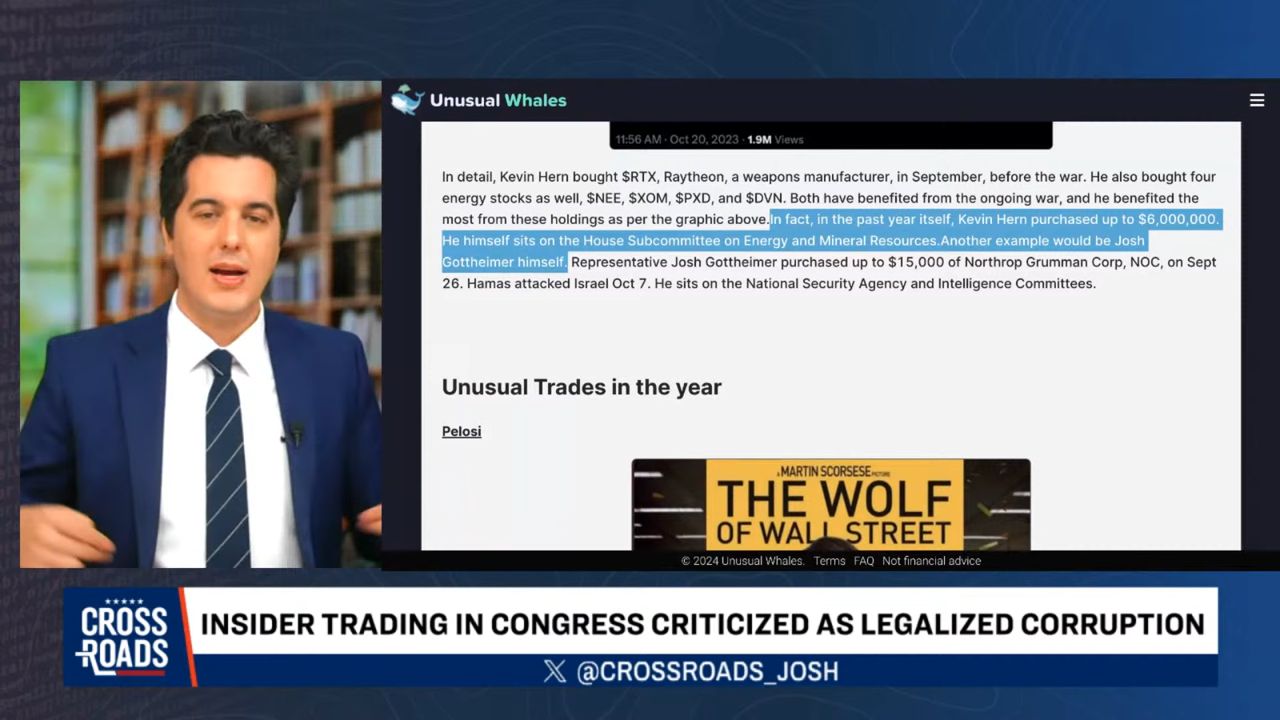 Unusual Whales
11:56 AM · Oct 20, 2023 · 1.9M Views
In detail, Kevin Hern bought $RTX, Raytheon, a weapons manufacturer, in September, before the war. He also bought four
energy stocks as well, $NEE, $XOM, $PXD, and $DVN. Both have benefited from the ongoing war, and he benefited the
most from these holdings as per the graphic above.In fact, in the past year itself, Kevin Hern purchased up to $6,000,000.
He himself sits on the House Subcommittee on Energy and Mineral Resources.Another example would be Josh
Gottheimer himself. Representative Josh Gottheimer purchased up to $15,000 of Northrop Grumman Corp, NOC, on Sept
26. Hamas attacked Israel Oct 7. He sits on the National Security Agency and Intelligence Committees.
Unusual Trades in the year
Pelosi
A MARTIN SCORSESE PICTURE
THE WOLF
OF WALL STREET
© 2024 Unusual Whales. Terms FAQ Not financial advice
CROSS
ROADS
INSIDER TRADING IN CONGRESS CRITICIZED AS LEGALIZED CORRUPTION
X @CROSSROADS_JOSH